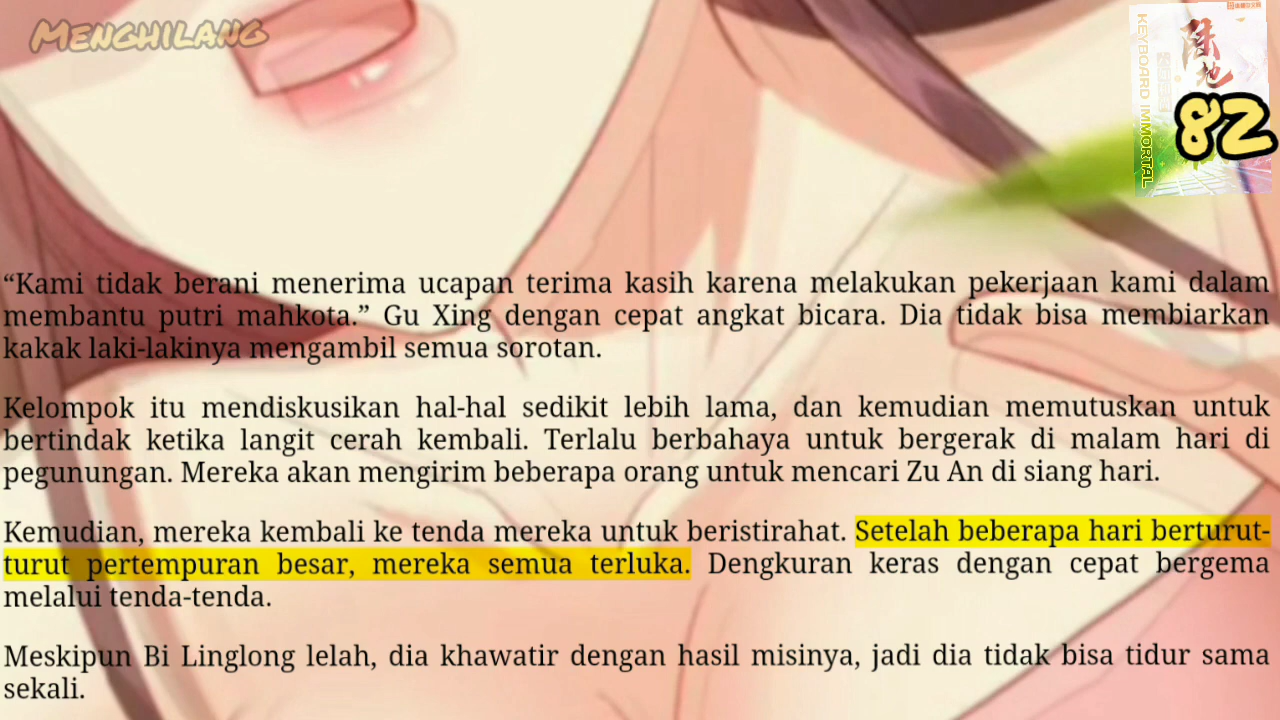 Menghilang
KEYBOARD IMMORTAL
陆地
82
“Kami tidak berani menerima ucapan terima kasih karena melakukan pekerjaan kami dalam
membantu putri mahkota.” Gu Xing dengan cepat angkat bicara. Dia tidak bisa membiarkan
kakak laki-lakinya mengambil semua sorotan.
Kelompok itu mendiskusikan hal-hal sedikit lebih lama, dan kemudian memutuskan untuk
bertindak ketika langit cerah kembali. Terlalu berbahaya untuk bergerak di malam hari di
pegunungan. Mereka akan mengirim beberapa orang untuk mencari Zu An di siang hari.
Kemudian, mereka kembali ke tenda mereka untuk beristirahat. Setelah beberapa hari berturut-
turut pertempuran besar, mereka semua terluka. Dengkuran keras dengan cepat bergema
melalui tenda-tenda.
Meskipun Bi Linglong lelah, dia khawatir dengan hasil misinya, jadi dia tidak bisa tidur sama
sekali.